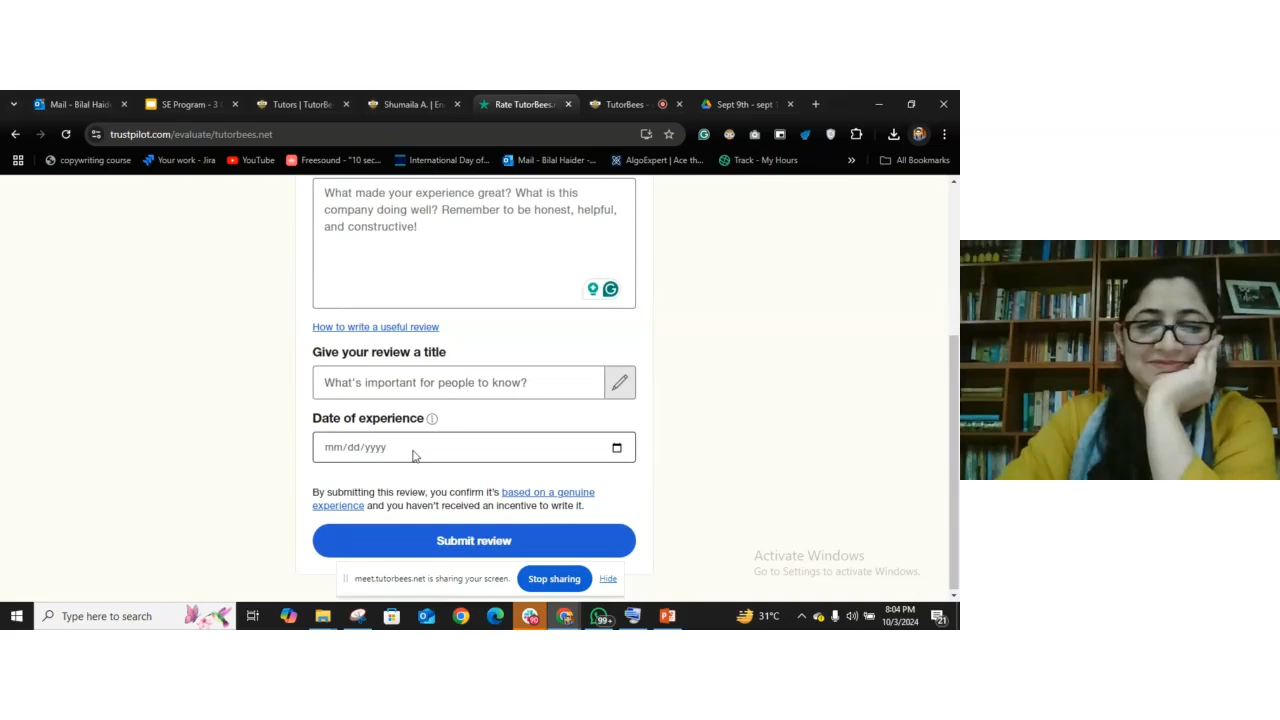 Mail - Bilal Haid
SE Program - 3
Tutors | TutorBe
Shumaila A. | En
Rate TutorBees.
TutorBees -
Sept 9th - sept
trustpilot.com/evaluate/tutorbees.net
copywriting course
Your work - Jira
YouTube
Freesound - "10 sec...
International Day of...
Mail - Bilal Haider -...
AlgoExpert | Ace th...
Track - My Hours
All Bookmarks
What made your experience great? What is this
company doing well? Remember to be honest, helpful,
and constructive!
How to write a useful review
Give your review a title
What's important for people to know?
Date of experience
mm/dd/yyyy
By submitting this review, you confirm it's based on a genuine
experience and you haven't received an incentive to write it.
Submit review
Activate Windows
Go to Settings to activate Windows.
meet.tutorbees.net is sharing your screen.
Stop sharing
Hide
Type here to search
99+
31°C
8:04 PM
10/3/2024
21